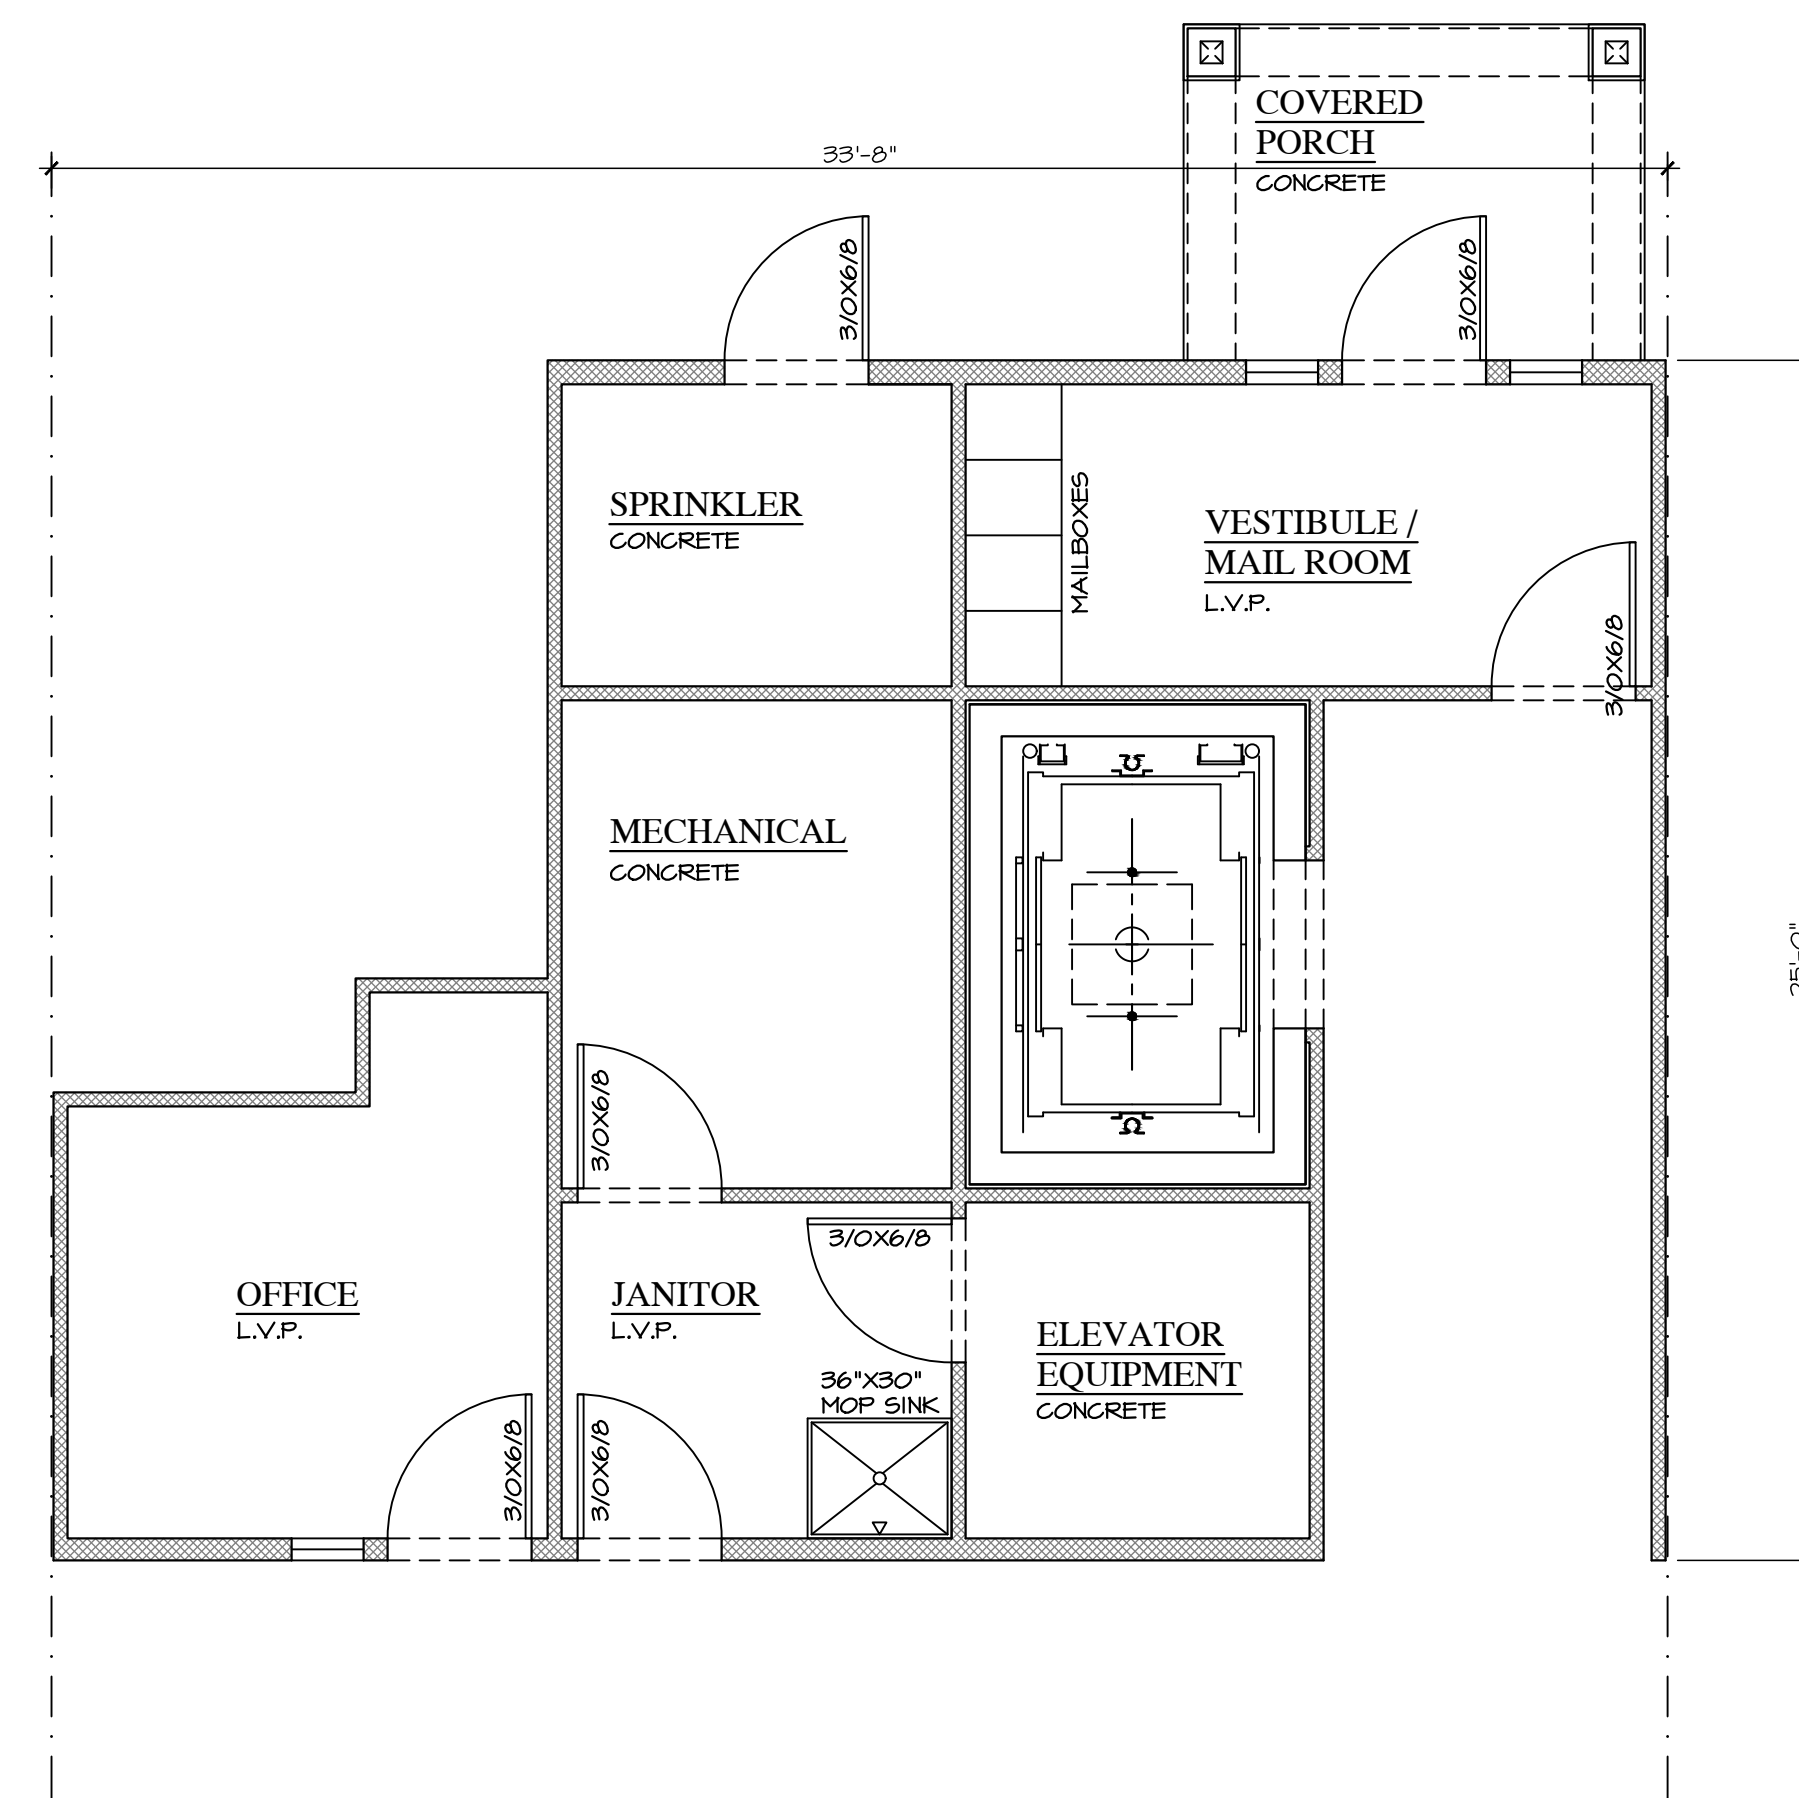 COVERED
PORCH
CONCRETE
33'-8"
3/0X6/8
3/0X6/8
SPRINKLER
CONCRETE
MAILBOXES
VESTIBULE /
MAIL ROOM
L.V.P.
3/0X6/8
MECHANICAL
CONCRETE
25'-0"
3/0X6/8
3/0X6/8
OFFICE
L.V.P.
JANITOR
L.V.P.
ELEVATOR
EQUIPMENT
CONCRETE
36"X30"
MOP SINK
3/0X6/8
3/0X6/8